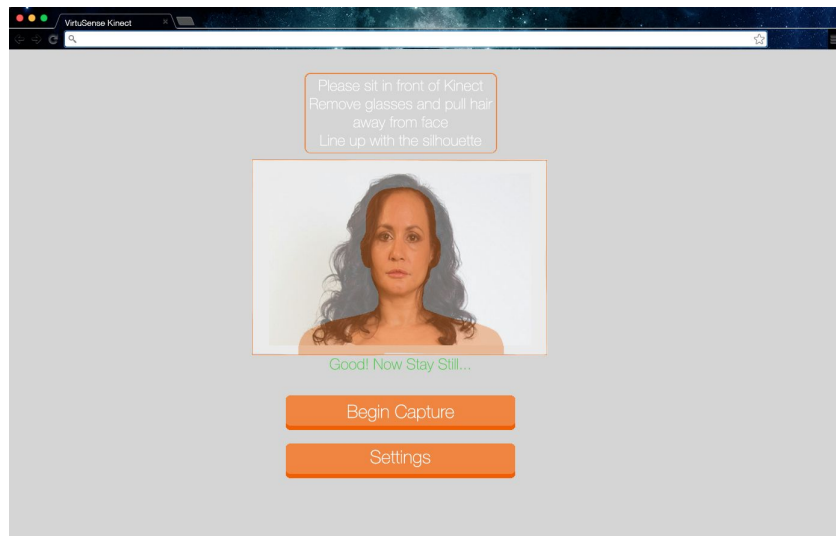 VirtuSense Kinect
Please sit in front of Kinect
Remove glasses and pull hair
away from face
Line up with the silhouette
Good! Now Stay Still...
Begin Capture
Settings